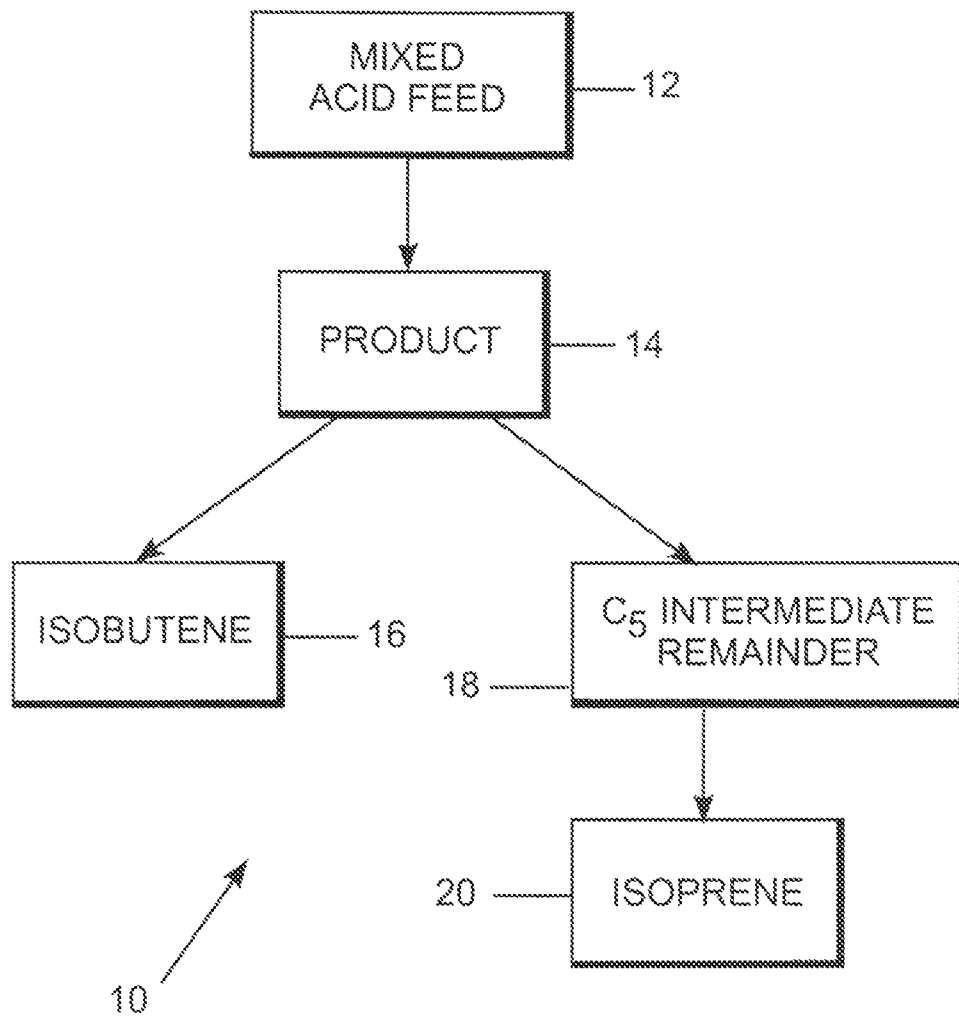 MIXED
ACID FEED
12
PRODUCT
14
ISOBUTENE
16
C5 INTERMEDIATE
REMAINDER
18
ISOPRENE
20
10